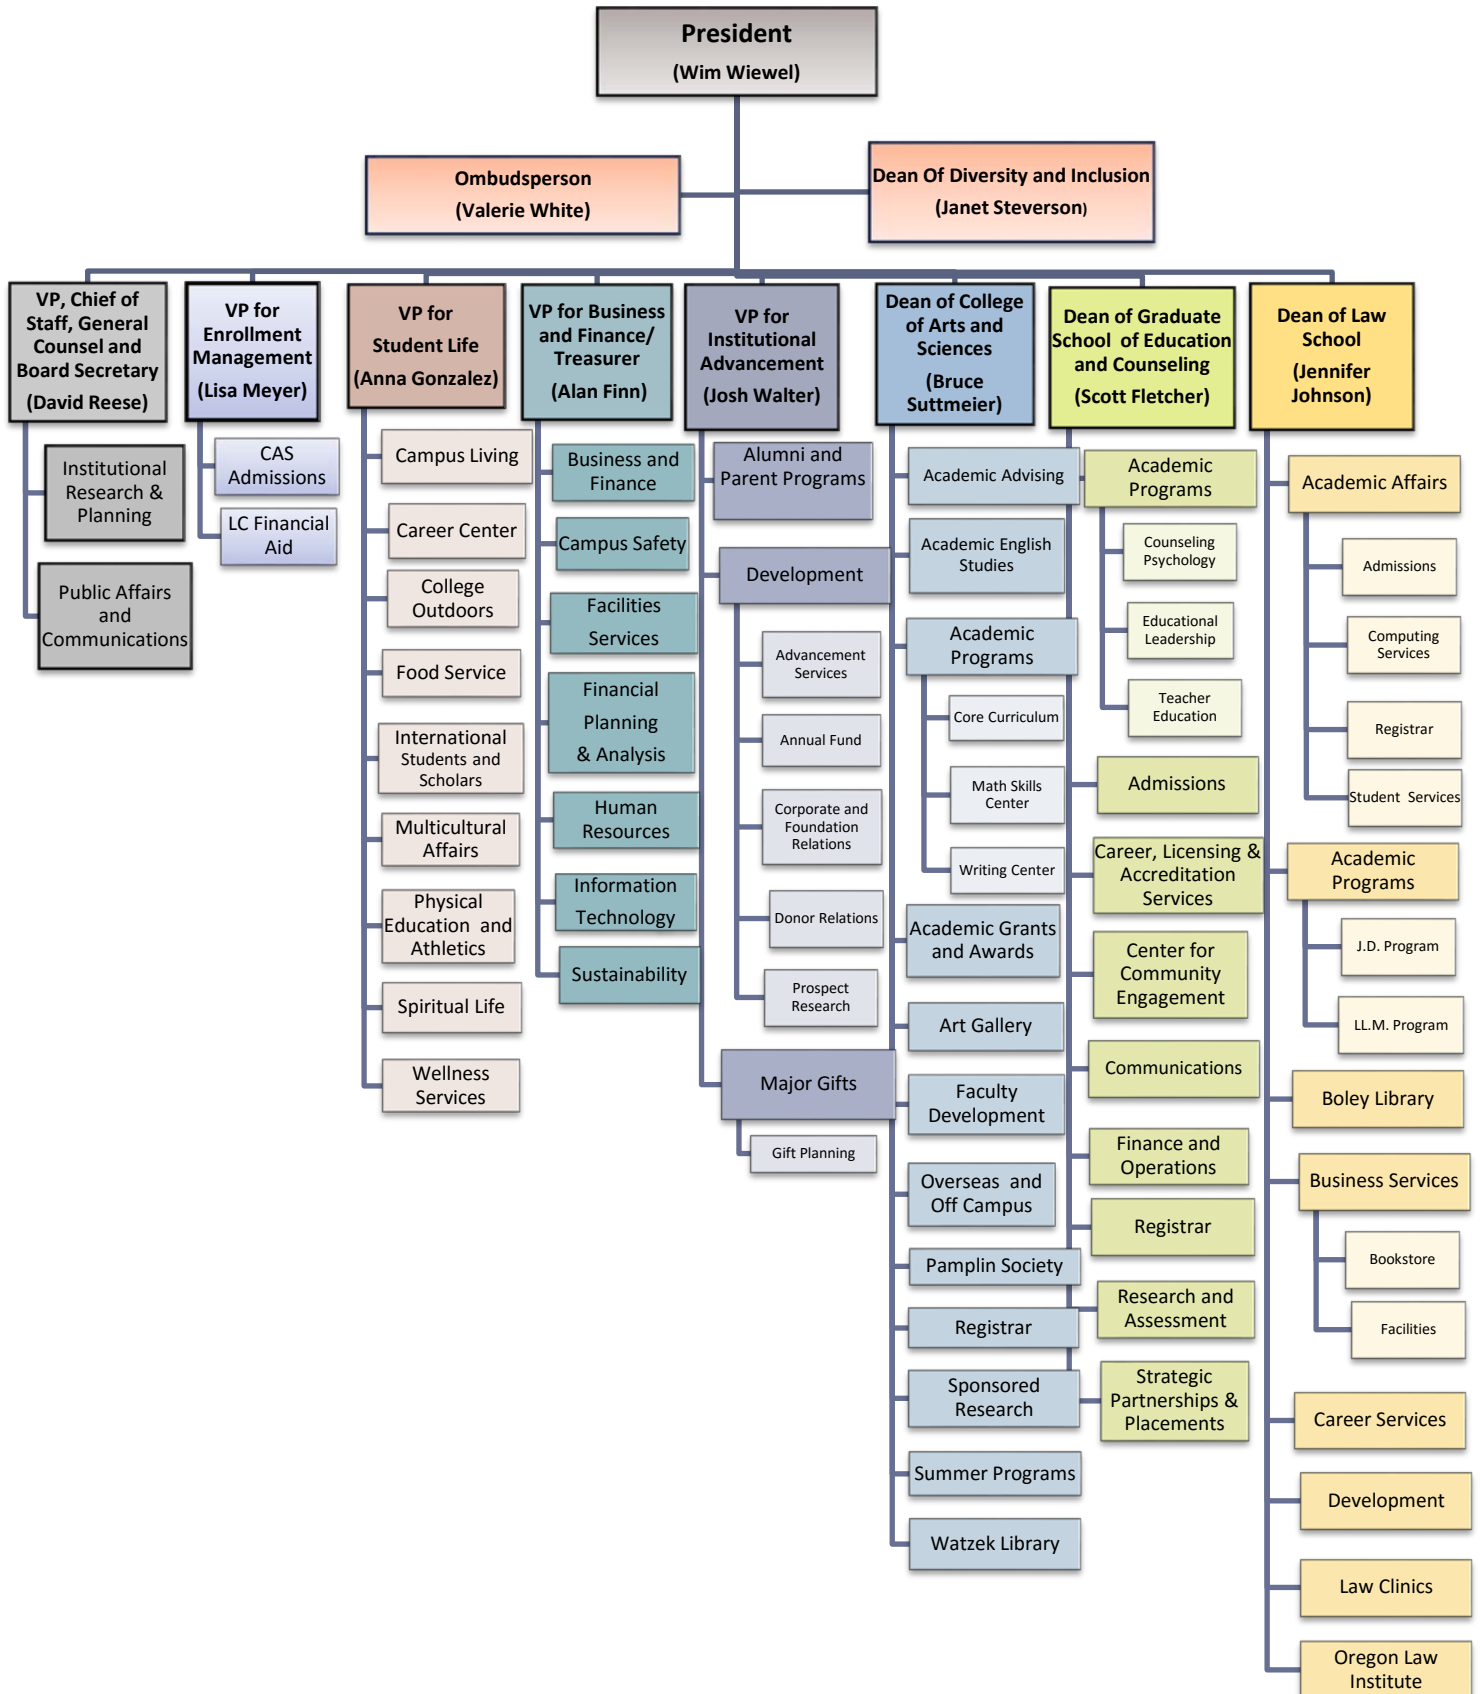 President
(Wim Wiewel)
Ombudsperson
(Valerie White)
Dean Of Diversity and Inclusion
(Janet Steverson)
VP, Chief of
Staff, General
Counsel and
Board Secretary
(David Reese)
Institutional
Research &
Planning
Public Affairs
and
Communications
VP for
Enrollment
Management
(Lisa Meyer)
CAS
Admissions
LC Financial
Aid
VP for
Student Life
(Anna Gonzalez)
Campus Living
Career Center
College
Outdoors
Food Service
International
Students and
Scholars
Multicultural
Affairs
Physical
Education and
Athletics
Spiritual Life
Wellness
Services
VP for Business
and Finance/
Treasurer
(Alan Finn)
Business and
Finance
Campus Safety
Facilities
Services
Financial
Planning
& Analysis
Human
Resources
Information
Technology
Sustainability
VP for
Institutional
Advancement
(Josh Walter)
Alumni and
Parent Programs
Development
Advancement
Services
Annual Fund
Corporate and
Foundation
Relations
Donor Relations
Prospect
Research
Major Gifts
Gift Planning
Dean of College
of Arts and
Sciences
(Bruce
Suttmeier)
Academic Advising
Academic English
Studies
Academic
Programs
Core Curriculum
Math Skills
Center
Writing Center
Academic Grants
and Awards
Art Gallery
Faculty
Development
Overseas and
Off Campus
Pamplin Society
Registrar
Sponsored
Research
Summer Programs
Watzek Library
Dean of Graduate
School of Education
and Counseling
(Scott Fletcher)
Academic
Programs
Counseling
Psychology
Educational
Leadership
Teacher
Education
Admissions
Career, Licensing &
Accreditation
Services
Center for
Community
Engagement
Communications
Finance and
Operations
Registrar
Research and
Assessment
Strategic
Partnerships &
Placements
Dean of Law
School
(Jennifer
Johnson)
Academic Affairs
Admissions
Computing
Services
Registrar
Student Services
Academic
Programs
J.D. Program
LL.M. Program
Boley Library
Business Services
Bookstore
Facilities
Career Services
Development
Law Clinics
Oregon Law
Institute